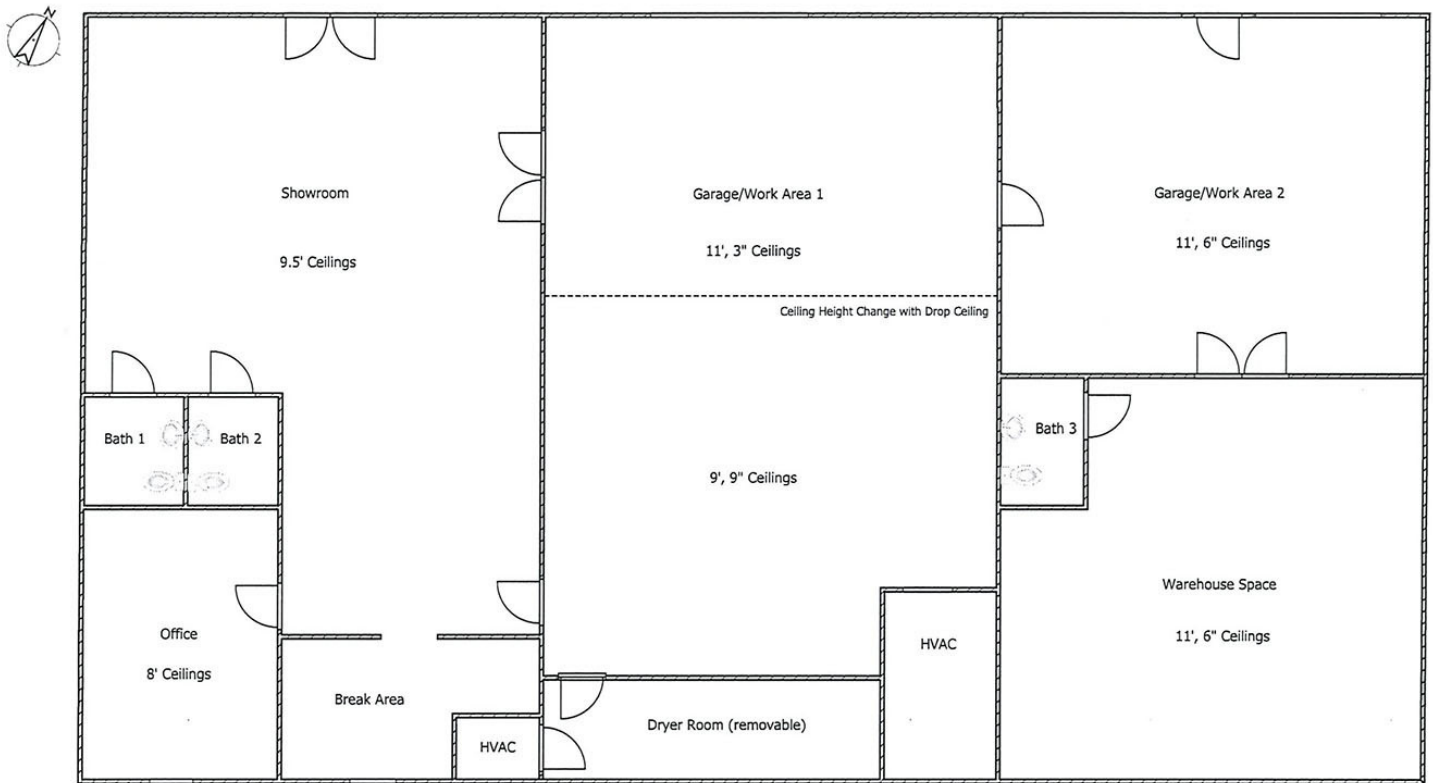 N
Showroom
9.5' Ceilings
Garage/Work Area 1
11', 3" Ceilings
Ceiling Height Change with Drop Ceiling
9', 9" Ceilings
Garage/Work Area 2
11', 6" Ceilings
Bath 1
Bath 2
Bath 3
Office
8' Ceilings
Break Area
HVAC
Dryer Room (removable)
HVAC
Warehouse Space
11', 6" Ceilings